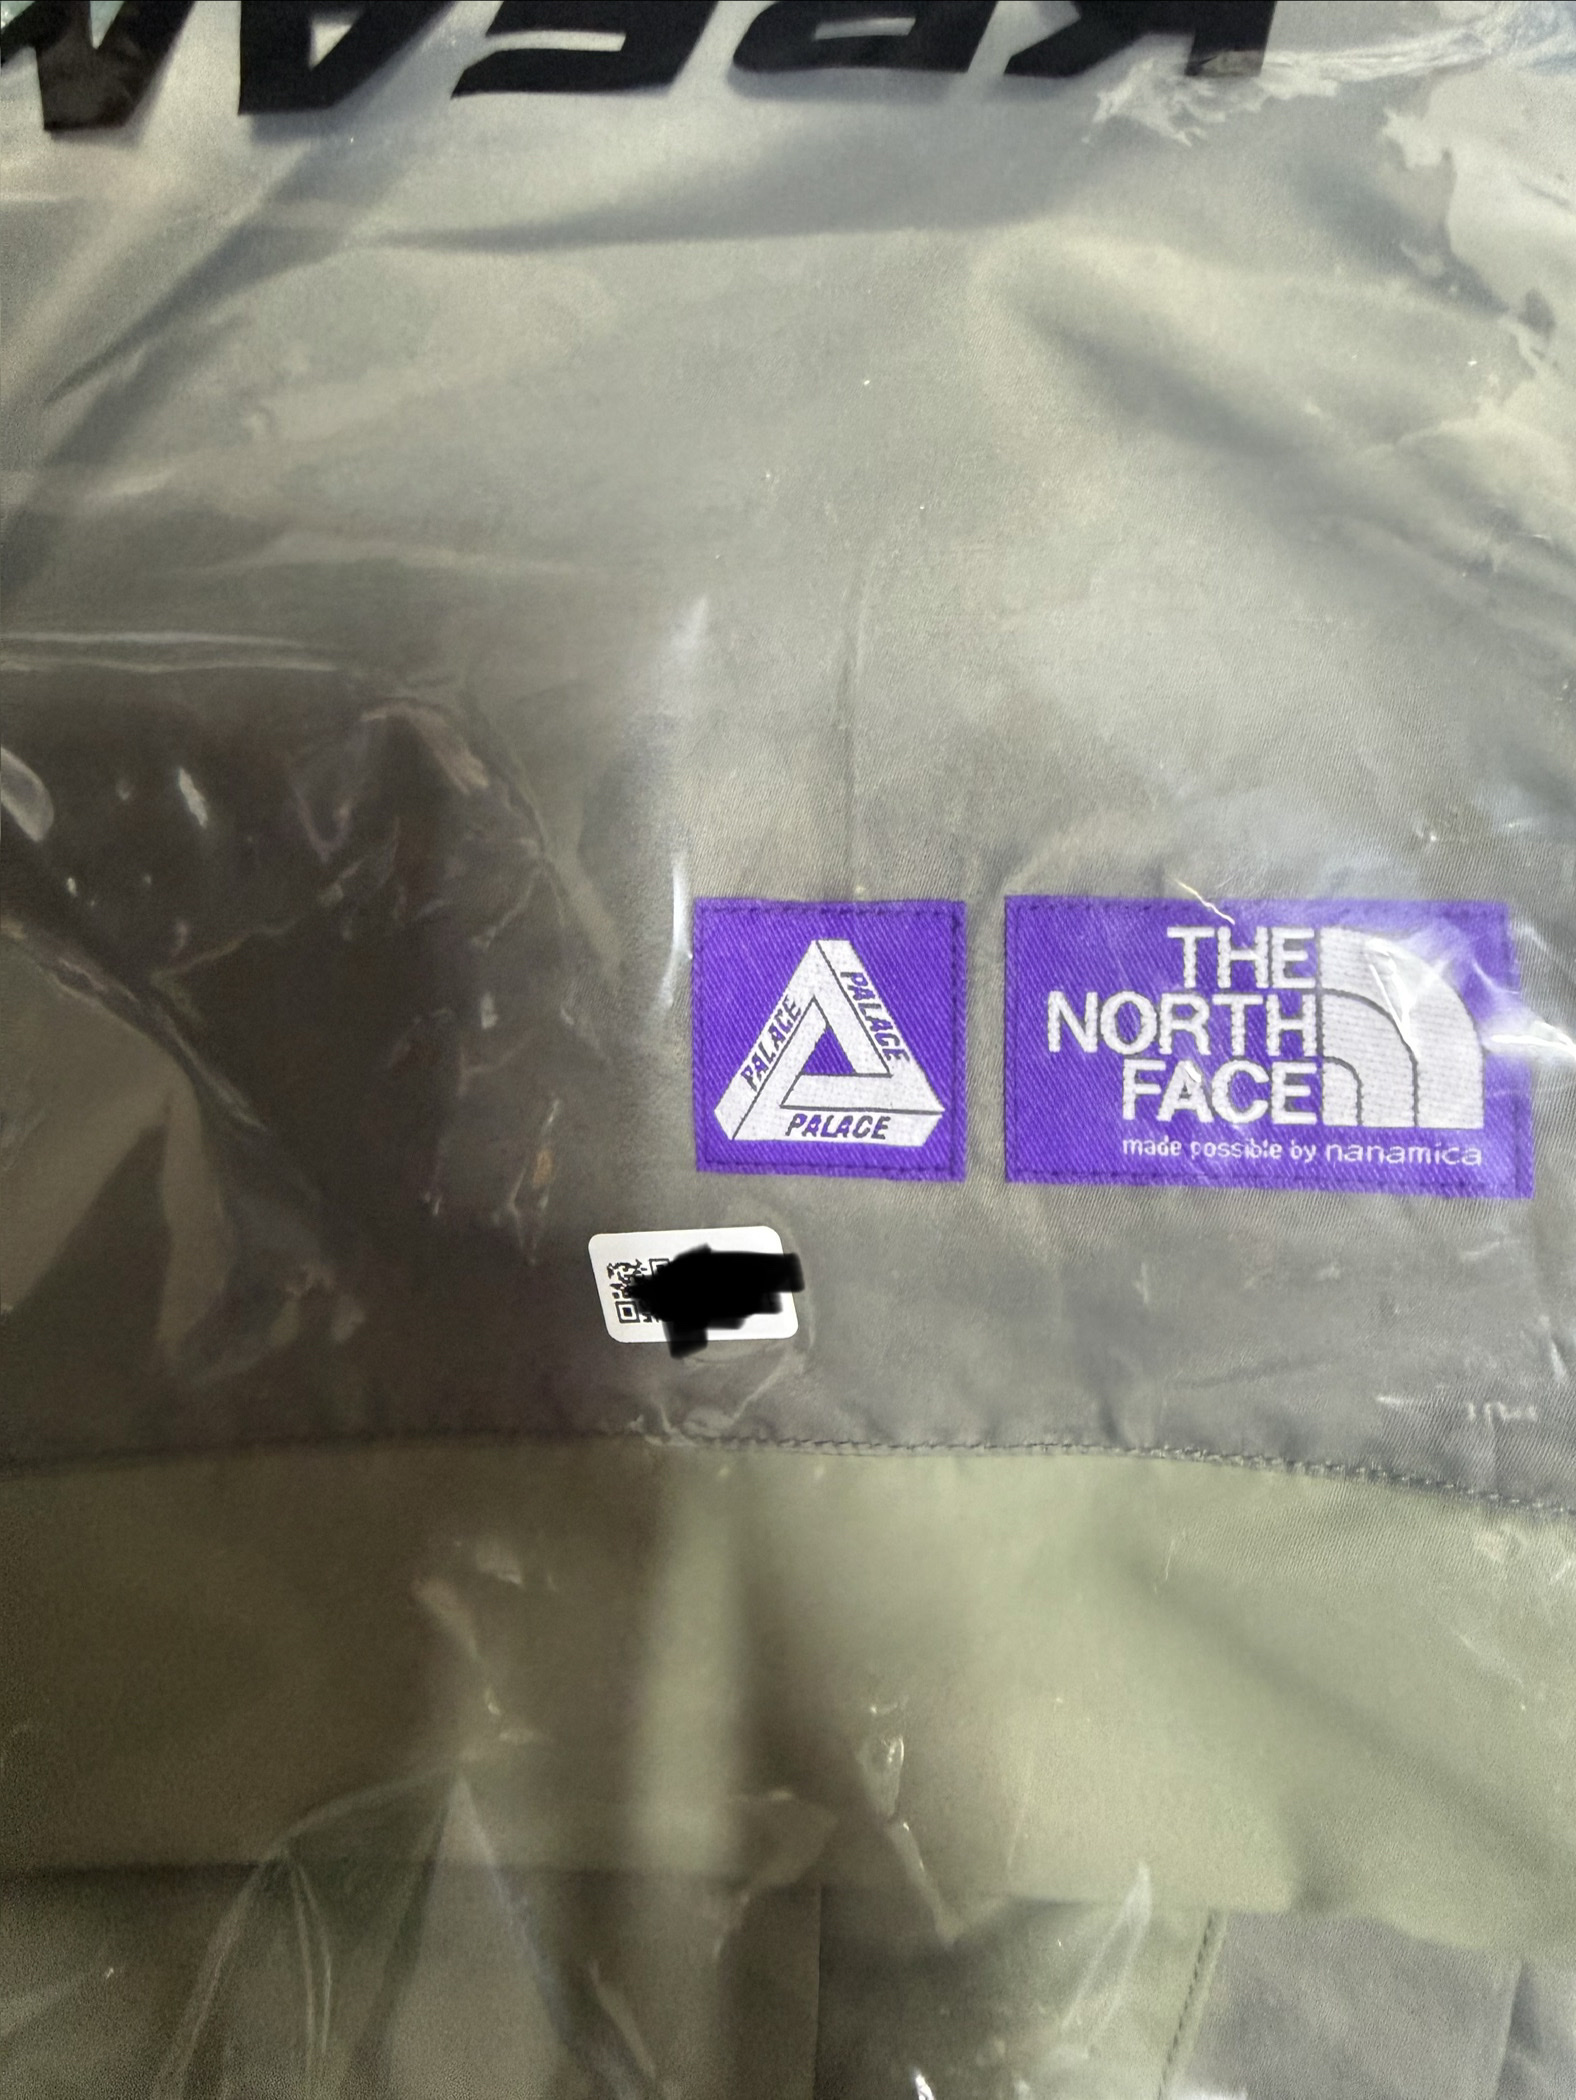 PALACE
PALACE
PALACE
THE
NORTH
FACE
made possible by nanamica